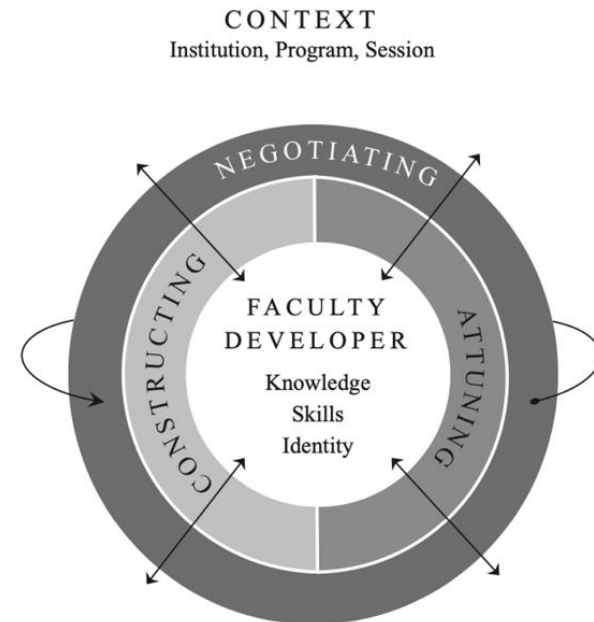 CONTEXT
Institution, Program, Session
NEGOTIATING
CONSTRUCTING
ATTUNING
FACULTY
DEVELOPER
Knowledge
Skills
Identity